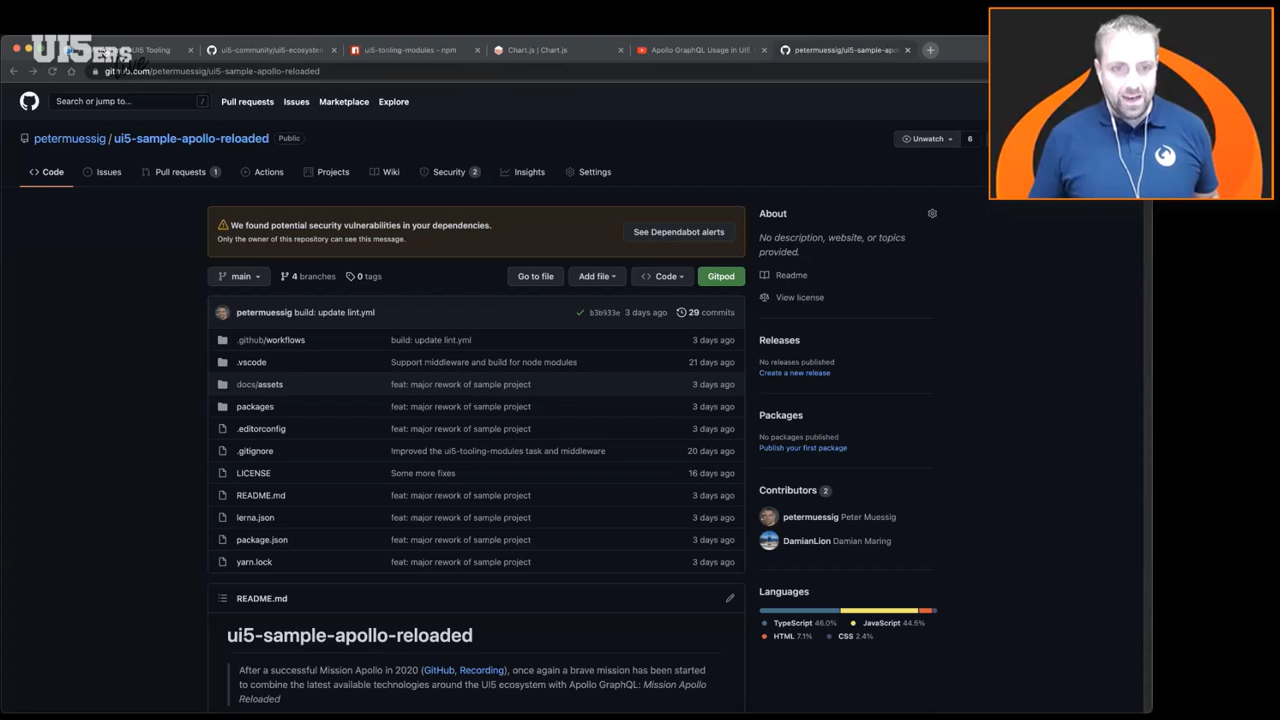 UI5ers live
UI5 Tooling
ui5-community/ui5-ecosystem
ui5-tooling-modules - npm
Chart.js | Chart.js
Apollo GraphQL Usage in UI5
petermuessig/ui5-sample-apo
github.com/petermuessig/ui5-sample-apollo-reloaded
Search or jump to... /
Pull requests Issues Marketplace Explore
petermuessig / ui5-sample-apollo-reloaded Public
Unwatch 6
Code Issues Pull requests 1 Actions Projects Wiki Security 2 Insights Settings
We found potential security vulnerabilities in your dependencies.
Only the owner of this repository can see this message.
See Dependabot alerts
main 4 branches 0 tags Go to file Add file Code Gitpod
petermuessig build: update lint.yml b3b933e 3 days ago 29 commits
.github/workflows build: update lint.yml 3 days ago
.vscode Support middleware and build for node modules 21 days ago
docs/assets feat: major rework of sample project 3 days ago
packages feat: major rework of sample project 3 days ago
.editorconfig feat: major rework of sample project 3 days ago
.gitignore Improved the ui5-tooling-modules task and middleware 20 days ago
LICENSE Some more fixes 16 days ago
README.md feat: major rework of sample project 3 days ago
lerna.json feat: major rework of sample project 3 days ago
package.json feat: major rework of sample project 3 days ago
yarn.lock feat: major rework of sample project 3 days ago
README.md
ui5-sample-apollo-reloaded
After a successful Mission Apollo in 2020 (GitHub, Recording), once again a brave mission has been started
to combine the latest available technologies around the UI5 ecosystem with Apollo GraphQL: Mission Apollo
Reloaded
About
No description, website, or topics
provided.
Readme
View license
Releases
No releases published
Create a new release
Packages
No packages published
Publish your first package
Contributors 2
petermuessig Peter Muessig
DamianLion Damian Maring
Languages
TypeScript 46.0% JavaScript 44.5%
HTML 7.1% CSS 2.4%